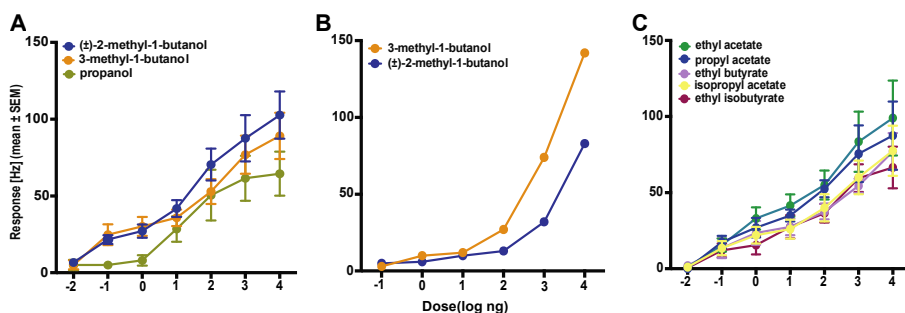 A
B
C
(±)-2-methyl-1-butanol
3-methyl-1-butanol
propanol
3-methyl-1-butanol
(±)-2-methyl-1-butanol
ethyl acetate
propyl acetate
ethyl butyrate
isopropyl acetate
ethyl isobutyrate
Response [Hz] (mean ± SEM)
150
100
50
0
-2 -1 0 1 2 3 4
150
100
50
0
-1 0 1 2 3 4
150
100
50
0
-2 -1 0 1 2 3 4
Dose(log ng)